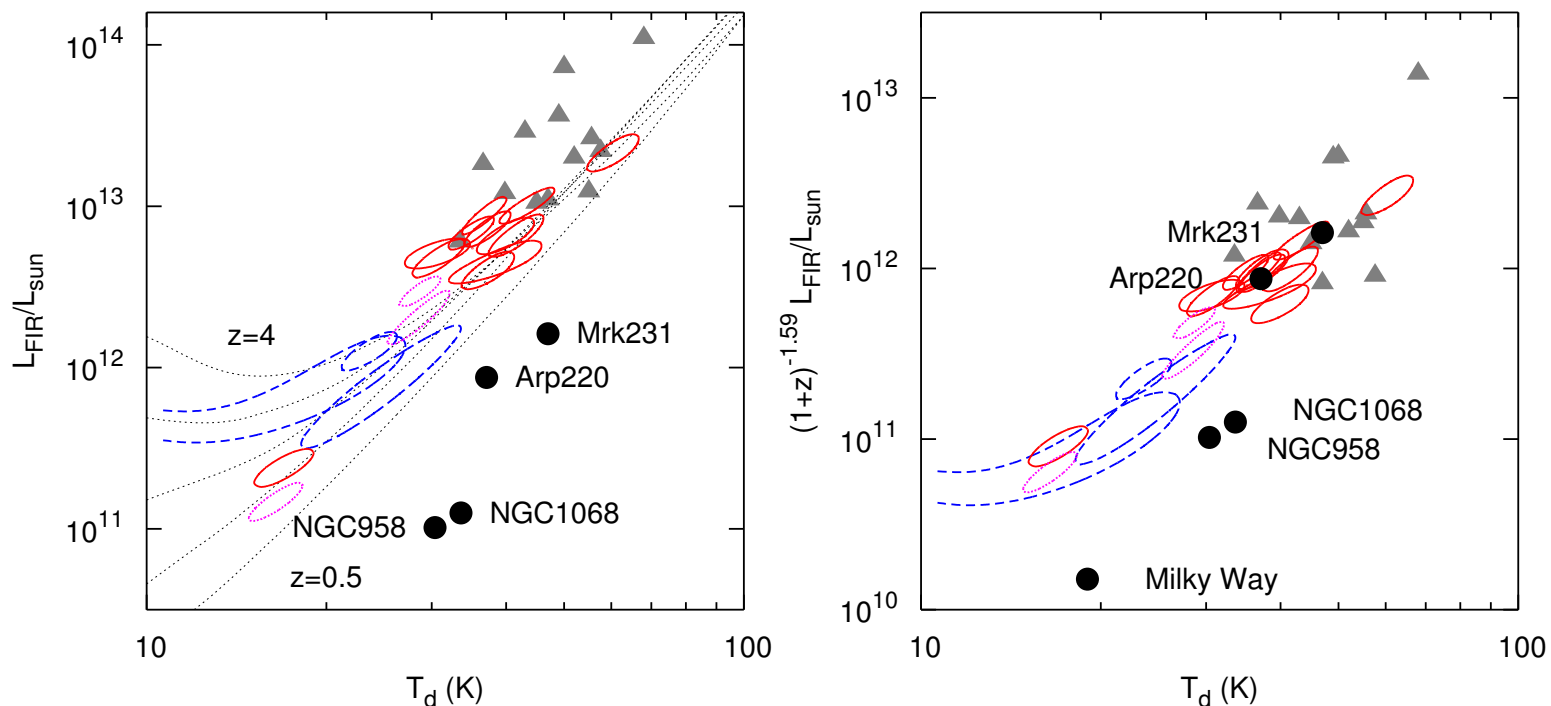 10^14
10^13
10^12
10^11
L_FIR/L_sun
z=4
z=0.5
Mrk231
Arp220
NGC958
NGC1068
10
100
T_d (K)
10^13
10^12
10^11
10^10
(1+z)^-1.59 L_FIR/L_sun
Mrk231
Arp220
NGC1068
NGC958
Milky Way
10
100
T_d (K)